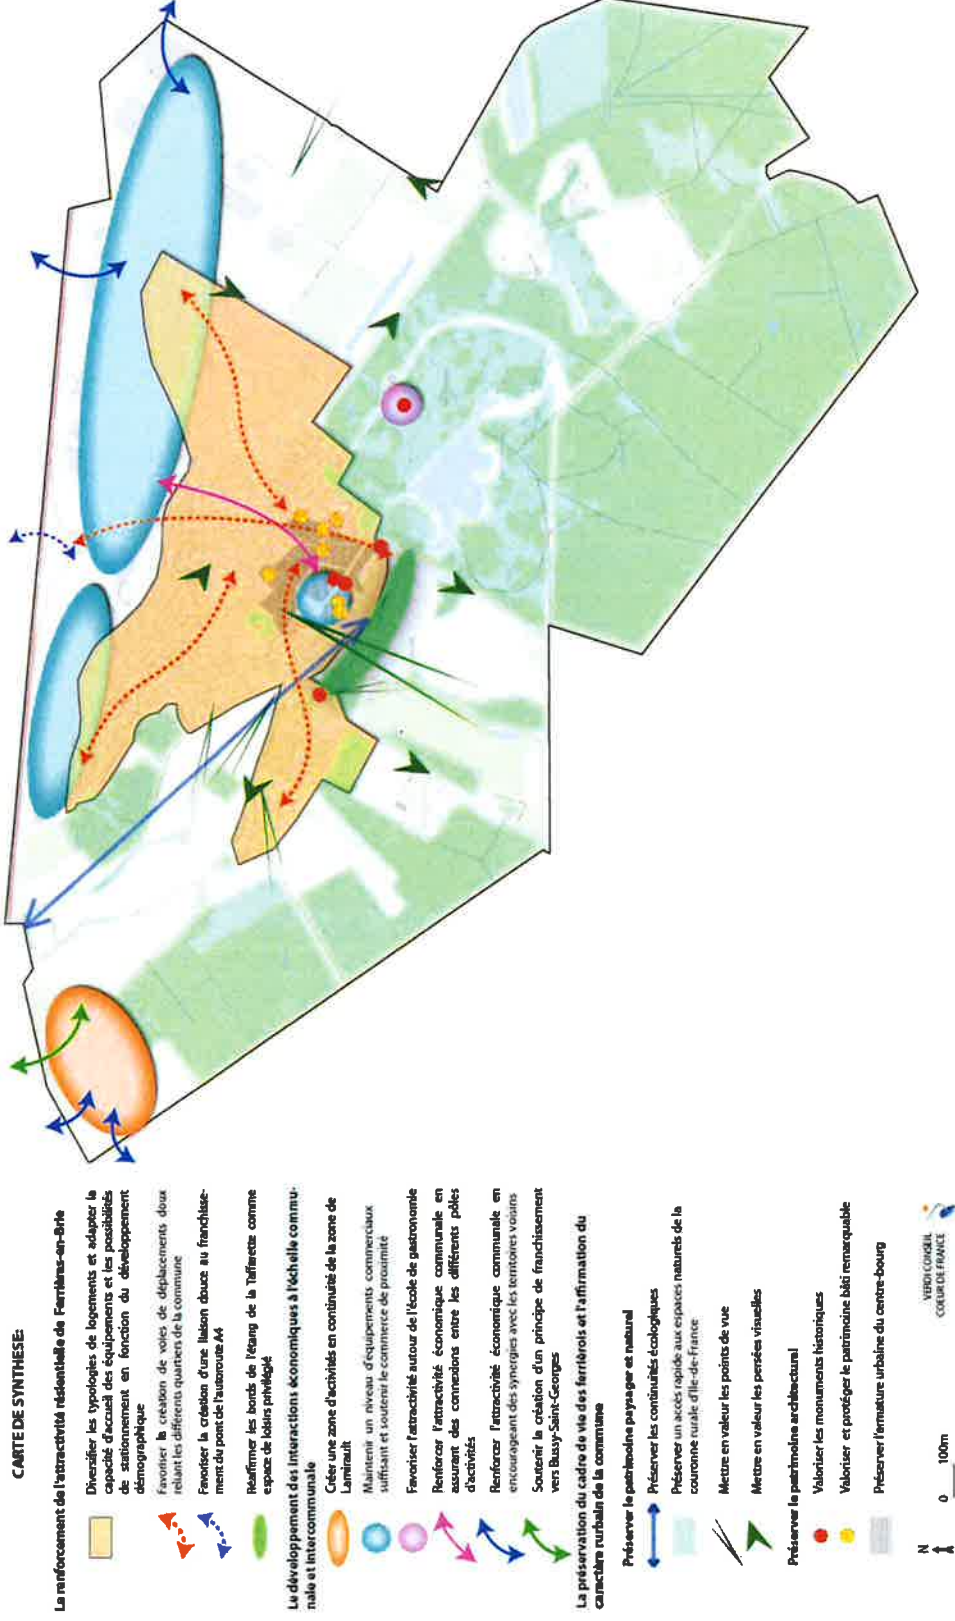 CARTE DE SYNTHESE:
Le renforcement de l'attractivité résidentielle de Ferrières-en-Brie
Diversifier les typologies de logements et adapter la
capacité d'accueil des équipements et les possibilités
de stationnement en fonction du développement
démographique
Favoriser la création de voies de déplacements doux
reliant les différents quartiers de la commune
Favoriser la création d'une liaison douce au franchisse-
ment du pont de l'autoroute A4
Réaffirmer les bords de l'étang de la Taffarette comme
espace de loisirs privilégié
Le développement des interactions économiques à l'échelle commu-
nale et intercommunale
Créer une zone d'activités en continuité de la zone de
Lamirault
Maintenir un niveau d'équipements commerciaux
suffisant et soutenir le commerce de proximité
Favoriser l'attractivité autour de l'école de gastronomie
Renforcer l'attractivité économique communale en
assurant des connexions entre les différents pôles
d'activités
Renforcer l'attractivité économique communale en
encourageant des synergies avec les territoires voisins
Soutenir la création d'un principe de franchissement
vers Bussy-Saint-Georges
La préservation du cadre de vie des ferriérois et l'affirmation du
caractère rurbain de la commune
Préserver le patrimoine paysager et naturel
Préserver les continuités écologiques
Préserver un accès rapide aux espaces naturels de la
couronne rurale d'Ile-de-France
Mettre en valeur les points de vue
Mettre en valeur les persées visuelles
Préserver le patrimoine architectural
Valoriser les monuments historiques
Valoriser et protéger le patrimoine bâti remarquable
Préserver l'armature urbaine du centre-bourg
N
0 100m
VERDI CONSEIL
COEUR DE FRANCE